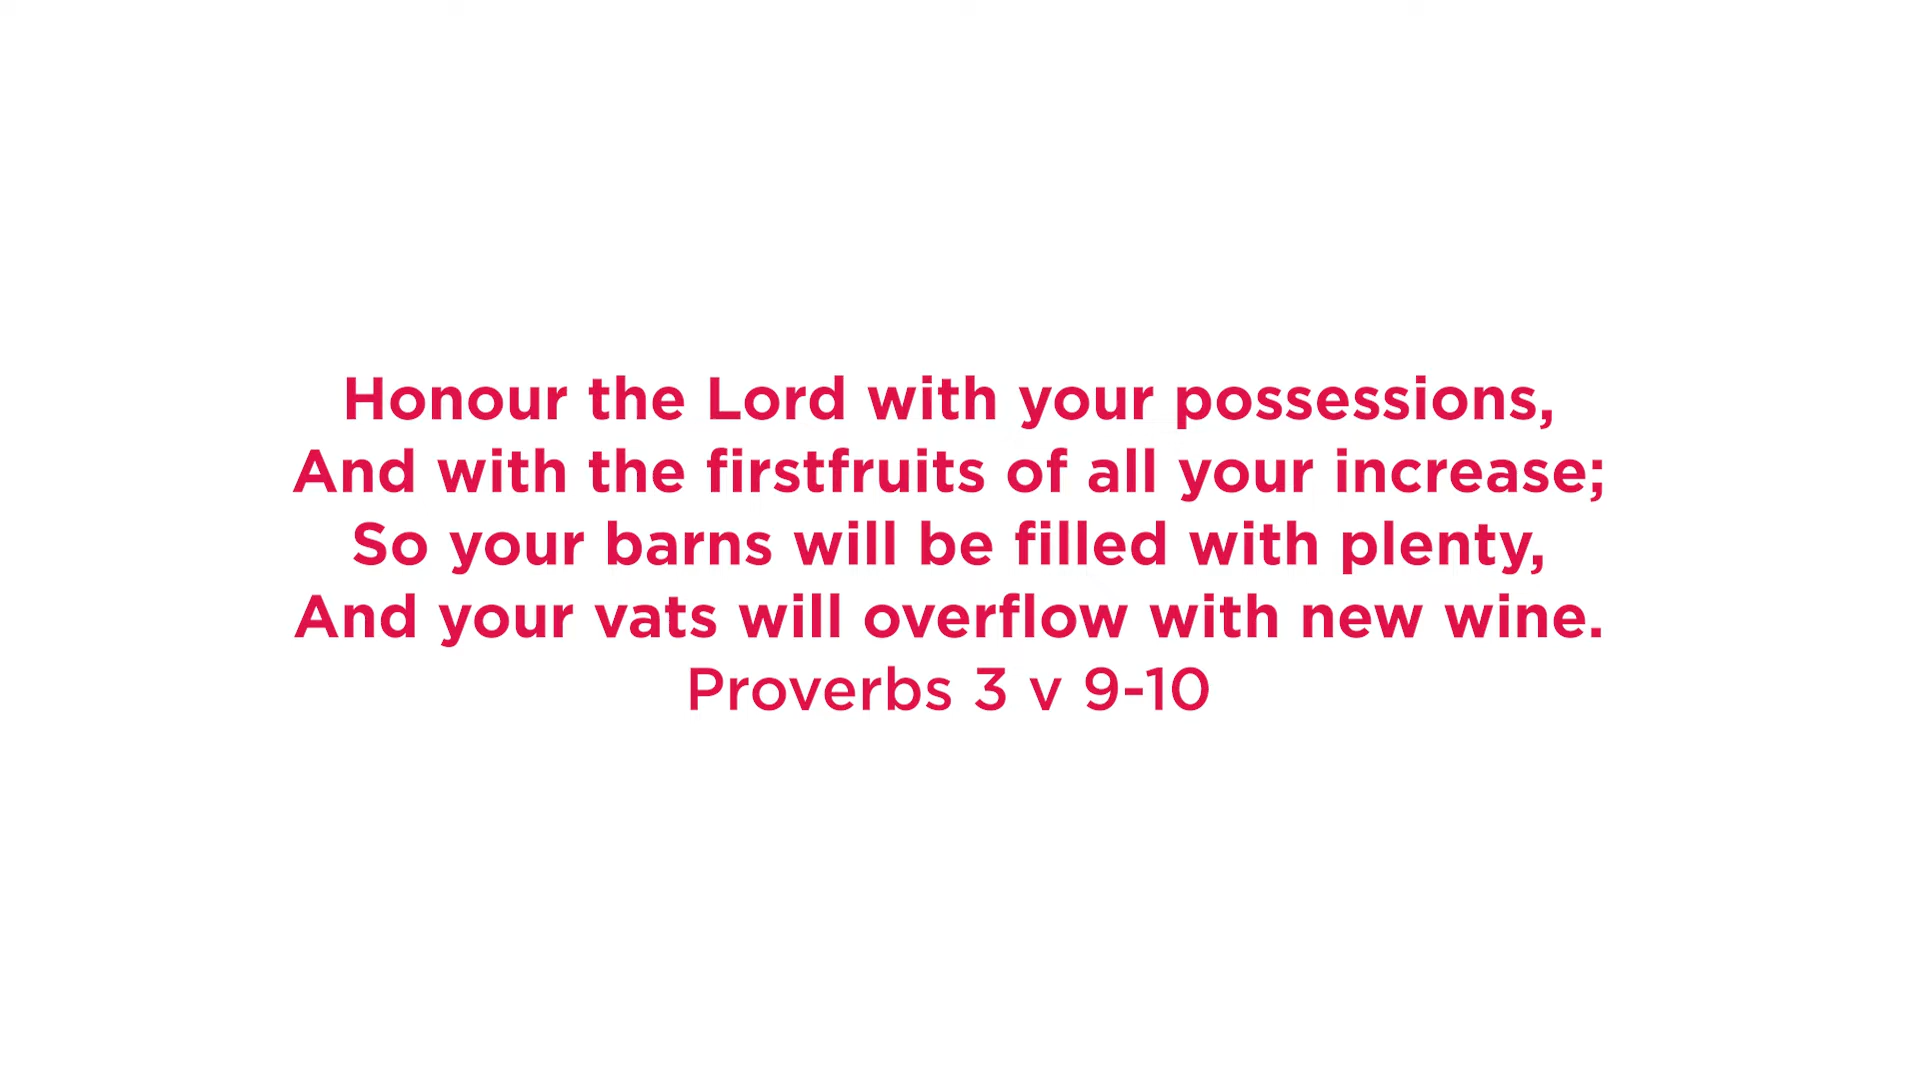 Honour the Lord with your possessions,
And with the firstfruits of all your increase;
So your barns will be filled with plenty,
And your vats will overflow with new wine.
Proverbs 3 v 9-10